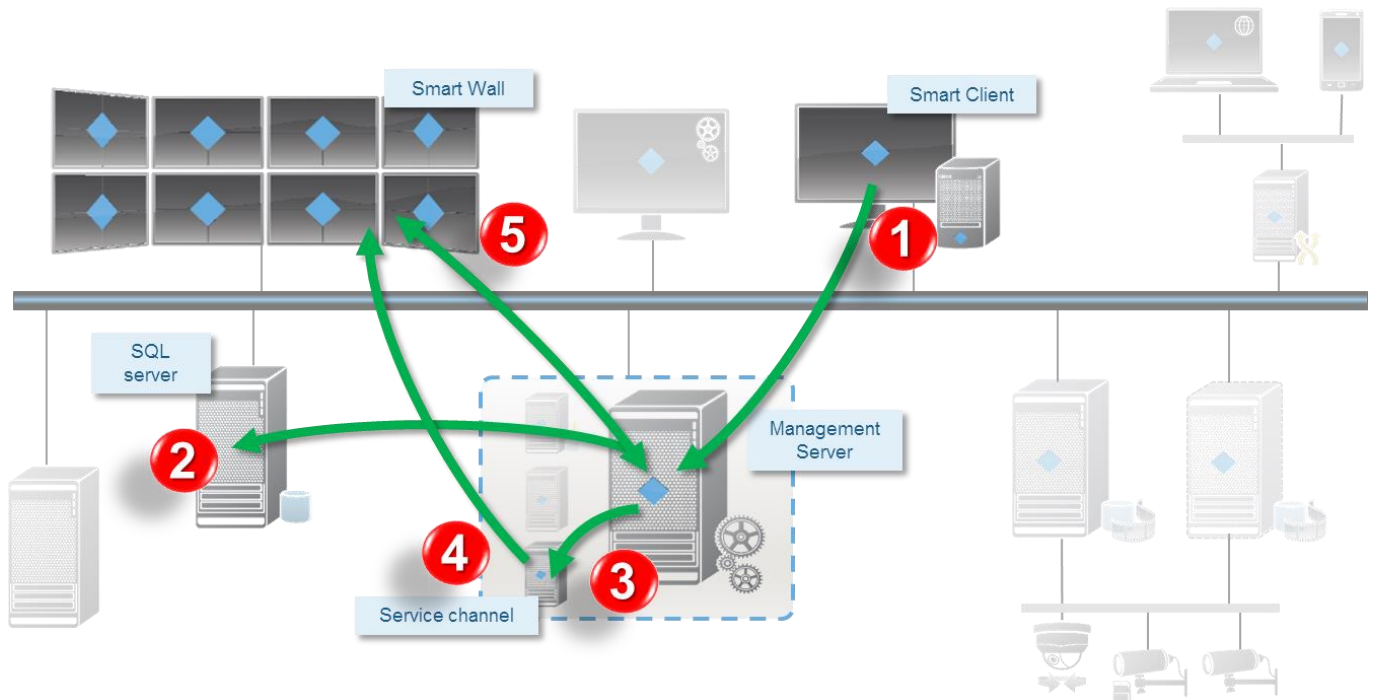 Smart Wall
Smart Client
5
1
SQL
server
Management
Server
2
4
3
Service channel